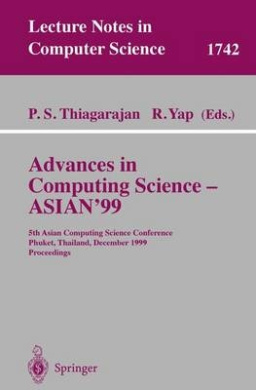 Lecture Notes in
Computer Science 1742
P. S. Thiagarajan R. Yap (Eds.)
Advances in
Computing Science –
ASIAN'99
5th Asian Computing Science Conference
Phuket, Thailand, December 1999
Proceedings
Springer